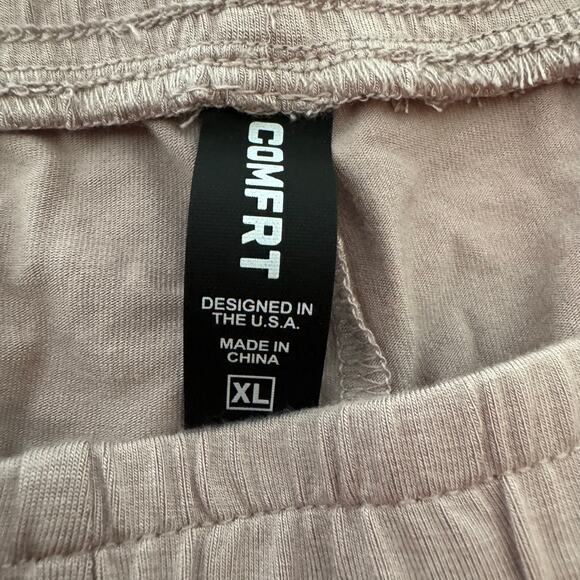 COMFRT
DESIGNED IN
THE U.S.A.
MADE IN
CHINA
XL